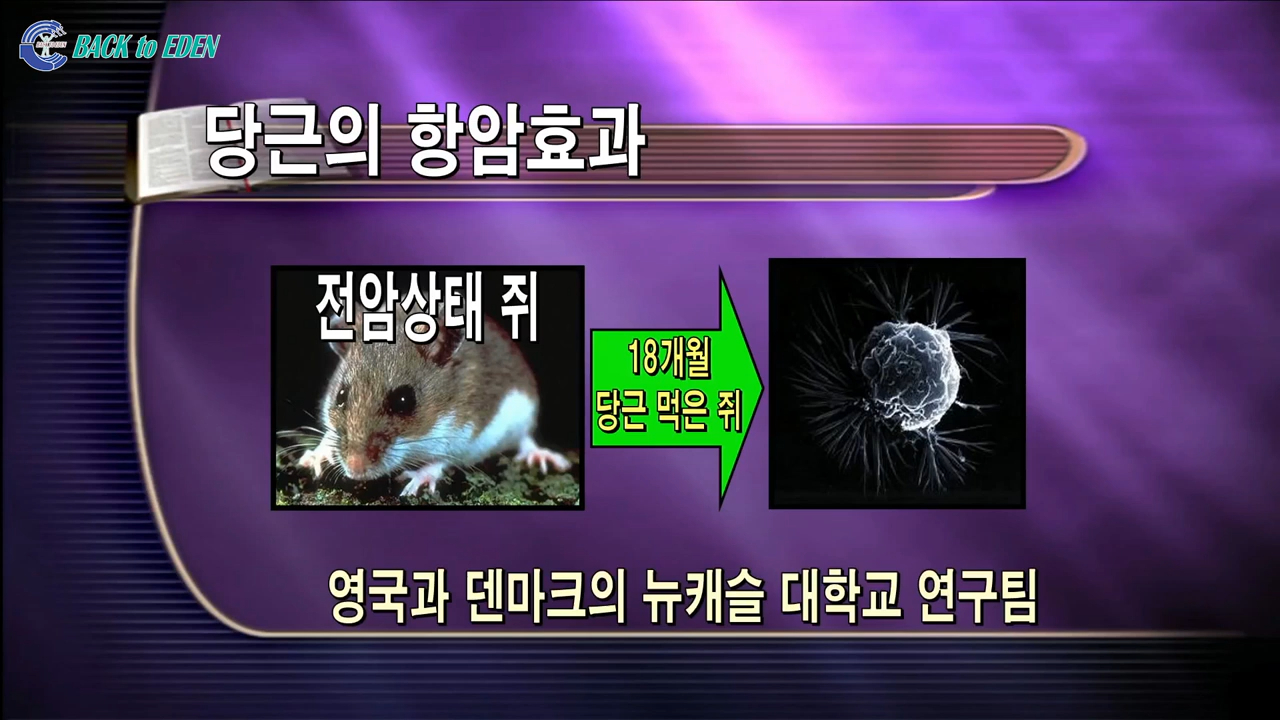 BACK to EDEN
당근의 항암효과
전암상태 쥐
18개월
당근 먹은 쥐
영국과 덴마크의 뉴캐슬 대학교 연구팀